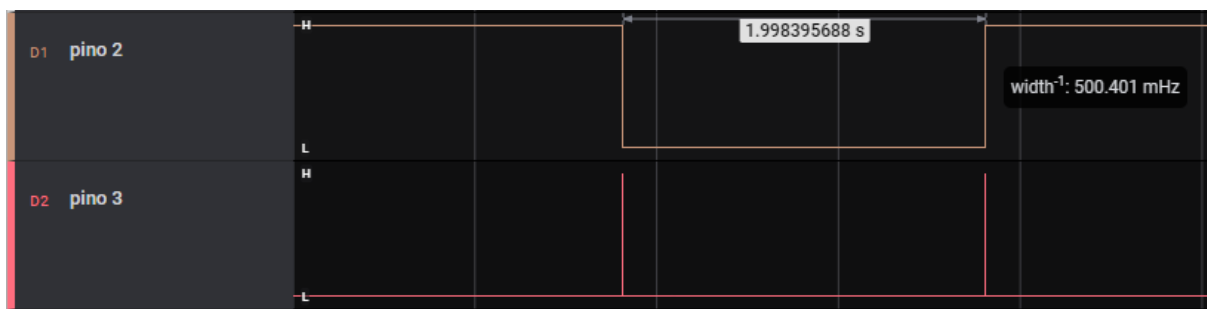 H
1.998395688 s
D1 pino 2
width-1: 500.401 mHz
L
H
D2 pino 3
L